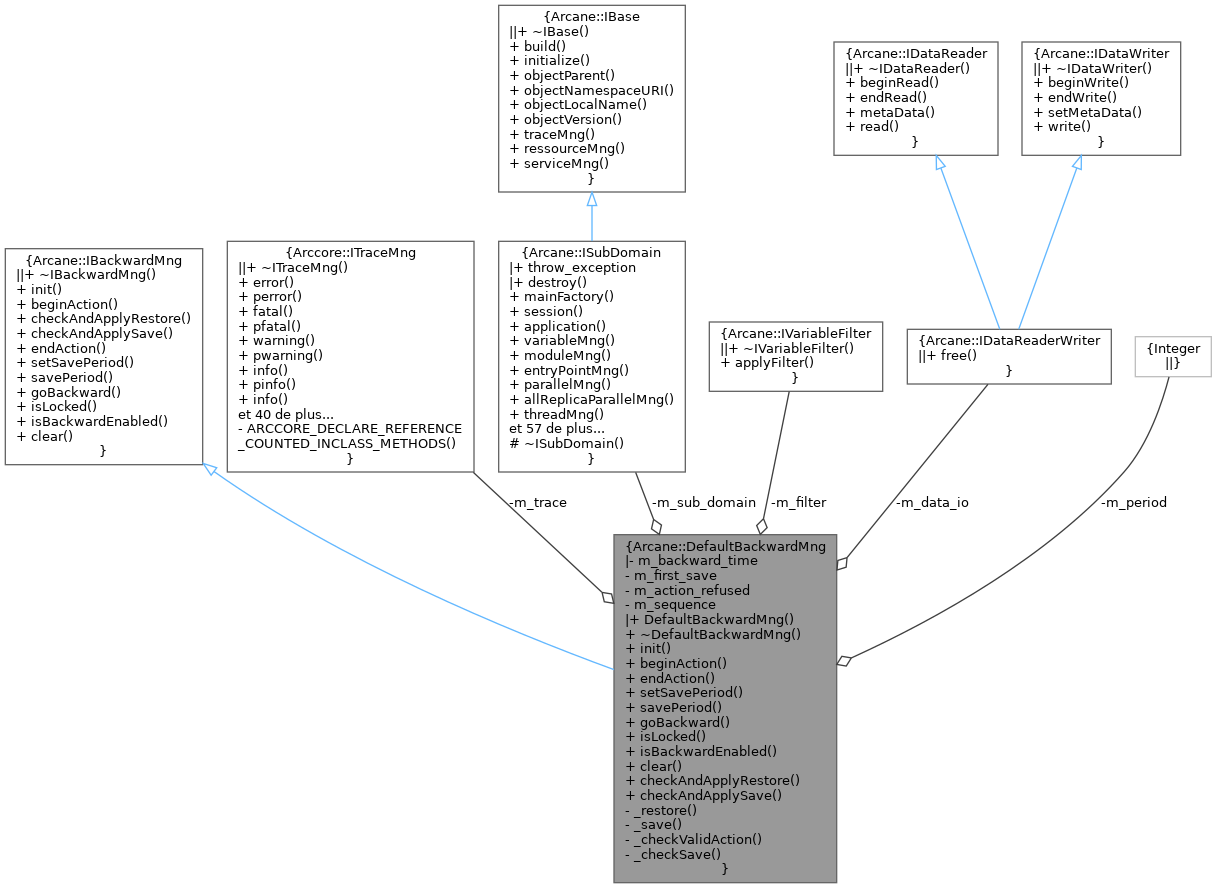 {Arcane::IBase
||+ ~IBase()
+ build()
+ initialize()
+ objectParent()
+ objectNamespaceURI()
+ objectLocalName()
+ objectVersion()
+ traceMng()
+ ressourceMng()
+ serviceMng()
}
{Arcane::IDataReader
||+ ~IDataReader()
+ beginRead()
+ endRead()
+ metaData()
+ read()
}
{Arcane::IDataWriter
||+ ~IDataWriter()
+ beginWrite()
+ endWrite()
+ setMetaData()
+ write()
}
{Arcane::IBackwardMng
||+ ~IBackwardMng()
+ init()
+ beginAction()
+ checkAndApplyRestore()
+ checkAndApplySave()
+ endAction()
+ setSavePeriod()
+ savePeriod()
+ goBackward()
+ isLocked()
+ isBackwardEnabled()
+ clear()
}
{Arccore::ITraceMng
||+ ~ITraceMng()
+ error()
+ perror()
+ fatal()
+ pfatal()
+ warning()
+ pwarning()
+ info()
+ pinfo()
+ info()
et 40 de plus...
- ARCCORE_DECLARE_REFERENCE
_COUNTED_INCLASS_METHODS()
}
{Arcane::ISubDomain
|+ throw_exception
|+ destroy()
+ mainFactory()
+ session()
+ application()
+ variableMng()
+ moduleMng()
+ entryPointMng()
+ parallelMng()
+ allReplicaParallelMng()
+ threadMng()
et 57 de plus...
# ~ISubDomain()
}
{Arcane::IVariableFilter
||+ ~IVariableFilter()
+ applyFilter()
}
{Arcane::IDataReaderWriter
||+ free()
}
{Integer
||}
-m_trace
-m_sub_domain
-m_filter
-m_data_io
-m_period
{Arcane::DefaultBackwardMng
|- m_backward_time
- m_first_save
- m_action_refused
- m_sequence
|+ DefaultBackwardMng()
+ ~DefaultBackwardMng()
+ init()
+ beginAction()
+ endAction()
+ setSavePeriod()
+ savePeriod()
+ goBackward()
+ isLocked()
+ isBackwardEnabled()
+ clear()
+ checkAndApplyRestore()
+ checkAndApplySave()
- _restore()
- _save()
- _checkValidAction()
- _checkSave()
}